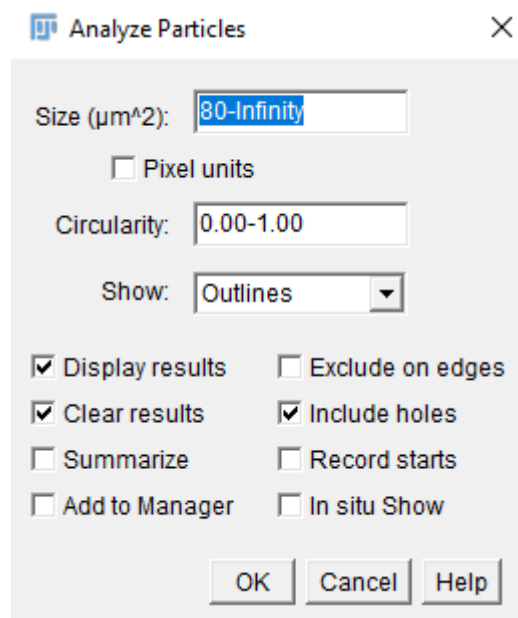 Analyze Particles
Size (µm^2): 80-Infinity
Pixel units
Circularity: 0.00-1.00
Show: Outlines
Display results Exclude on edges
Clear results Include holes
Summarize Record starts
Add to Manager In situ Show
OK Cancel Help